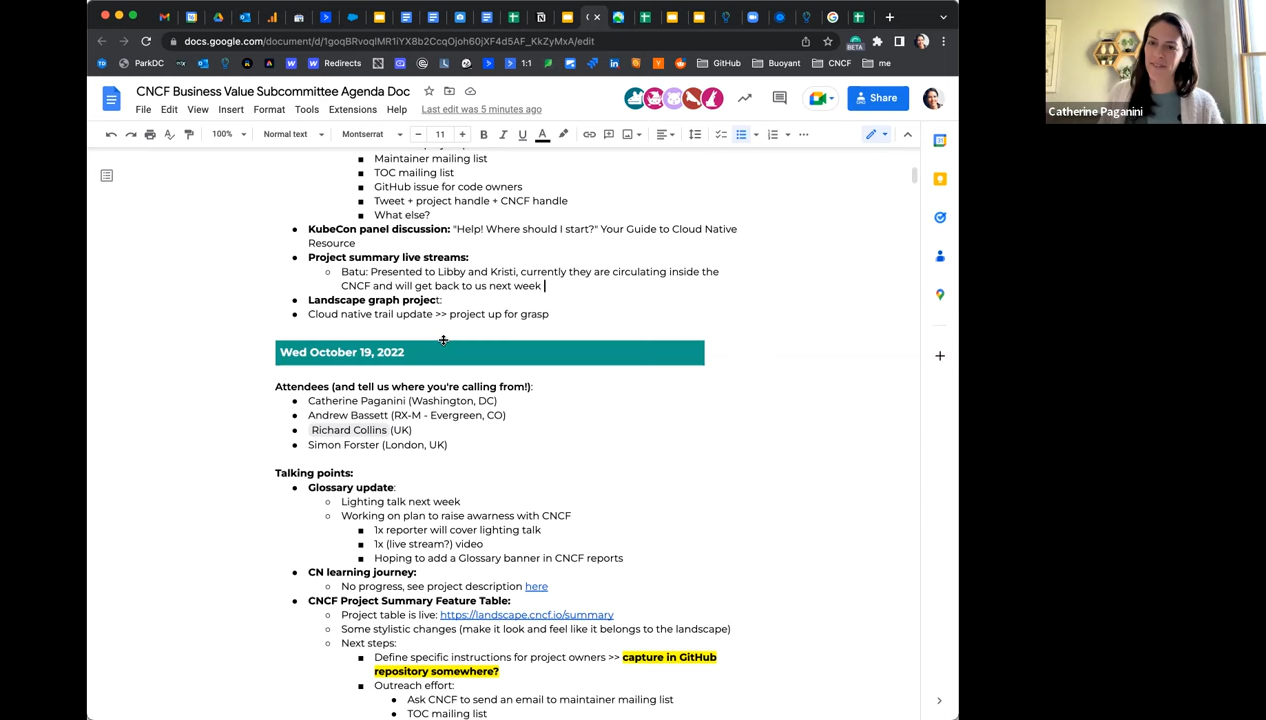 docs.google.com/document/d/1goqBRvoqlMR1iYX8b2CcqOjoh60jXF4d5AF_KkZyMxA/edit
BETA
ParkDC
Redirects
1:1
GitHub
Buoyant
CNCF
me
CNCF Business Value Subcommittee Agenda Doc
Share
File Edit View Insert Format Tools Extensions Help Last edit was 5 minutes ago
100% Normal text Montserrat 11
Maintainer mailing list
TOC mailing list
GitHub issue for code owners
Tweet + project handle + CNCF handle
What else?
KubeCon panel discussion: "Help! Where should I start?" Your Guide to Cloud Native
Resource
Project summary live streams:
Batu: Presented to Libby and Kristi, currently they are circulating inside the
CNCF and will get back to us next week
Landscape graph project:
Cloud native trail update >> project up for grasp
Wed October 19, 2022
Attendees (and tell us where you're calling from!):
Catherine Paganini (Washington, DC)
Andrew Bassett (RX-M - Evergreen, CO)
Richard Collins (UK)
Simon Forster (London, UK)
Talking points:
Glossary update:
Lighting talk next week
Working on plan to raise awarness with CNCF
1x reporter will cover lighting talk
1x (live stream?) video
Hoping to add a Glossary banner in CNCF reports
CN learning journey:
No progress, see project description here
CNCF Project Summary Feature Table:
Project table is live: https://landscape.cncf.io/summary
Some stylistic changes (make it look and feel like it belongs to the landscape)
Next steps:
Define specific instructions for project owners >> capture in GitHub
repository somewhere?
Outreach effort:
Ask CNCF to send an email to maintainer mailing list
TOC mailing list
Catherine Paganini